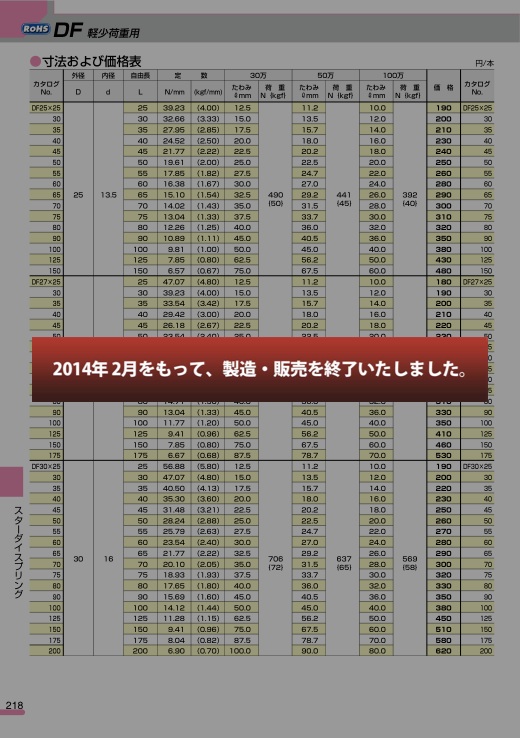 RoHS DF 軽少荷重用
●寸法および価格表 円/本
カタログNo. 外径 D 内径 d 自由長 L 定数 N/mm (kgf/mm) 30万 たわみ ℓmm 荷重 N {kgf} 50万 たわみ ℓmm 荷重 N {kgf} 100万 たわみ ℓmm 荷重 N {kgf} 価格 カタログNo.
DF25×25 25 39.23 (4.00) 12.5 11.2 10.0 190 DF25×25
30 30 32.66 (3.33) 15.0 13.5 12.0 200 30
35 35 27.95 (2.85) 17.5 15.7 14.0 210 35
40 40 24.52 (2.50) 20.0 18.0 16.0 230 40
45 45 21.77 (2.22) 22.5 20.2 18.0 240 45
50 50 19.61 (2.00) 25.0 22.5 20.0 250 50
55 55 17.85 (1.82) 27.5 24.7 22.0 260 55
60 60 16.38 (1.67) 30.0 27.0 24.0 280 60
65 25 13.5 65 15.10 (1.54) 32.5 490 29.2 441 26.0 392 290 65
70 70 14.02 (1.43) 35.0 (50) 31.5 (45) 28.0 (40) 300 70
75 75 13.04 (1.33) 37.5 33.7 30.0 310 75
80 80 12.26 (1.25) 40.0 36.0 32.0 320 80
90 90 10.89 (1.11) 45.0 40.5 36.0 350 90
100 100 9.81 (1.00) 50.0 45.0 40.0 380 100
125 125 7.85 (0.80) 62.5 56.2 50.0 430 125
150 150 6.57 (0.67) 75.0 67.5 60.0 480 150
DF27×25 25 47.07 (4.80) 12.5 11.2 10.0 180 DF27×25
30 30 39.23 (4.00) 15.0 13.5 12.0 190 30
35 35 33.54 (3.42) 17.5 15.7 14.0 200 35
40 40 29.42 (3.00) 20.0 18.0 16.0 210 40
45 45 26.18 (2.67) 22.5 20.2 18.0 220 45
2014年2月をもって、製造・販売を終了いたしました。
90 90 13.04 (1.33) 45.0 40.5 36.0 330 90
100 100 11.77 (1.20) 50.0 45.0 40.0 350 100
125 125 9.41 (0.96) 62.5 56.2 50.0 410 125
150 150 7.85 (0.80) 75.0 67.5 60.0 460 150
175 175 6.67 (0.68) 87.5 78.7 70.0 530 175
DF30×25 25 56.88 (5.80) 12.5 11.2 10.0 190 DF30×25
30 30 47.07 (4.80) 15.0 13.5 12.0 200 30
35 35 40.50 (4.13) 17.5 15.7 14.0 220 35
40 40 35.30 (3.60) 20.0 18.0 16.0 230 40
45 45 31.48 (3.21) 22.5 20.2 18.0 250 45
50 50 28.24 (2.88) 25.0 22.5 20.0 260 50
55 55 25.79 (2.63) 27.5 24.7 22.0 270 55
60 60 23.54 (2.40) 30.0 27.0 24.0 280 60
65 30 16 65 21.77 (2.22) 32.5 706 29.2 637 26.0 569 290 65
70 70 20.10 (2.05) 35.0 (72) 31.5 (65) 28.0 (58) 300 70
75 75 18.93 (1.93) 37.5 33.7 30.0 320 75
80 80 17.65 (1.80) 40.0 36.0 32.0 330 80
90 90 15.69 (1.60) 45.0 40.5 36.0 350 90
100 100 14.12 (1.44) 50.0 45.0 40.0 380 100
125 125 11.28 (1.15) 62.5 56.2 50.0 450 125
150 150 9.41 (0.96) 75.0 67.5 60.0 510 150
175 175 8.04 (0.82) 87.5 78.7 70.0 580 175
200 200 6.90 (0.70) 100.0 90.0 80.0 620 200
スターダイスプリング
218